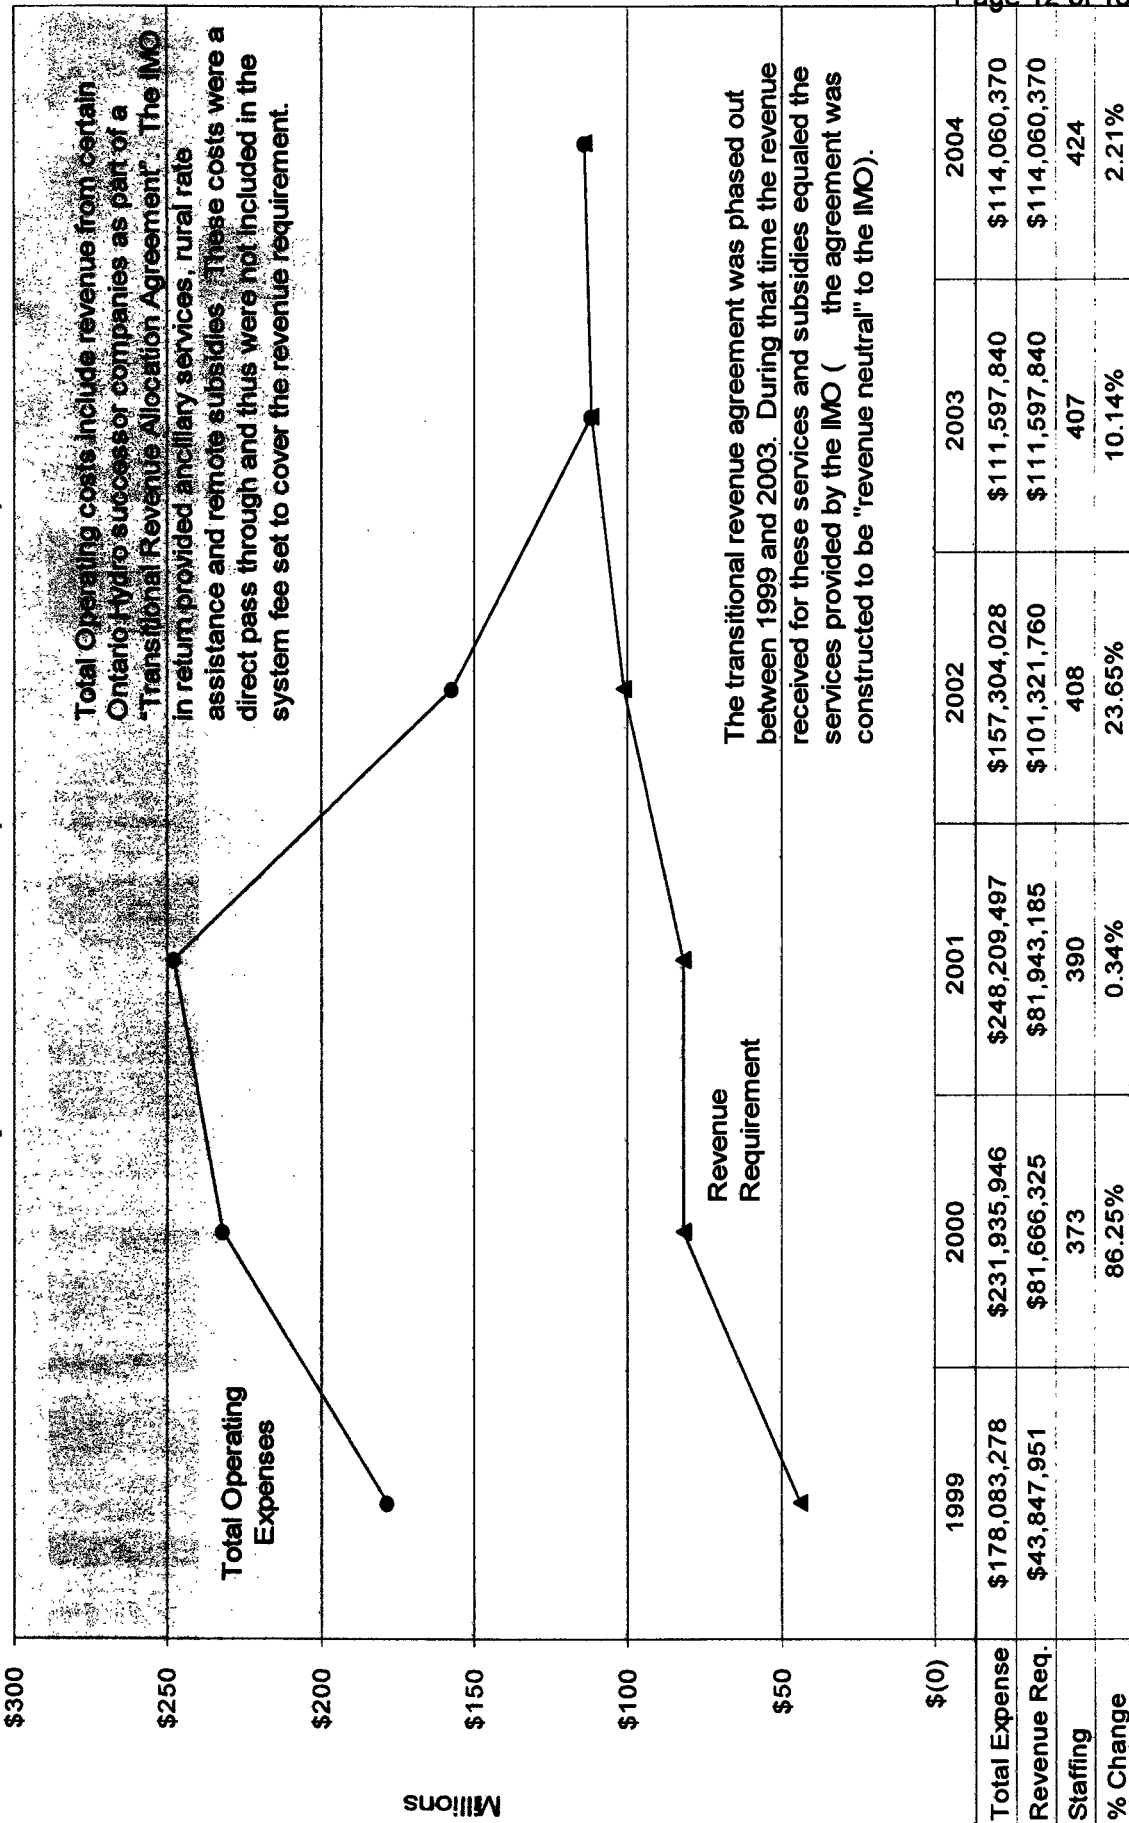 Page 12 of
$300
$250
$200
$150
$100
$50
$(0)
Millions
Total Operating costs include revenue from certain
Ontario Hydro successor companies as part of a
"Transitional Revenue Allocation Agreement". The IMO
in return provided ancillary services, rural rate
assistance and remote subsidies. These costs were a
direct pass through and thus were not included in the
system fee set to cover the revenue requirement.
Total Operating
Expenses
Revenue
Requirement
The transitional revenue agreement was phased out
between 1999 and 2003. During that time the revenue
received for these services and subsidies equaled the
services provided by the IMO ( the agreement was
constructed to be "revenue neutral" to the IMO).
1999 2000 2001 2002 2003 2004
Total Expense $178,083,278 $231,935,946 $248,209,497 $157,304,028 $111,597,840 $114,060,370
Revenue Req. $43,847,951 $81,666,325 $81,943,185 $101,321,760 $111,597,840 $114,060,370
Staffing 373 390 408 407 424
% Change 86.25% 0.34% 23.65% 10.14% 2.21%